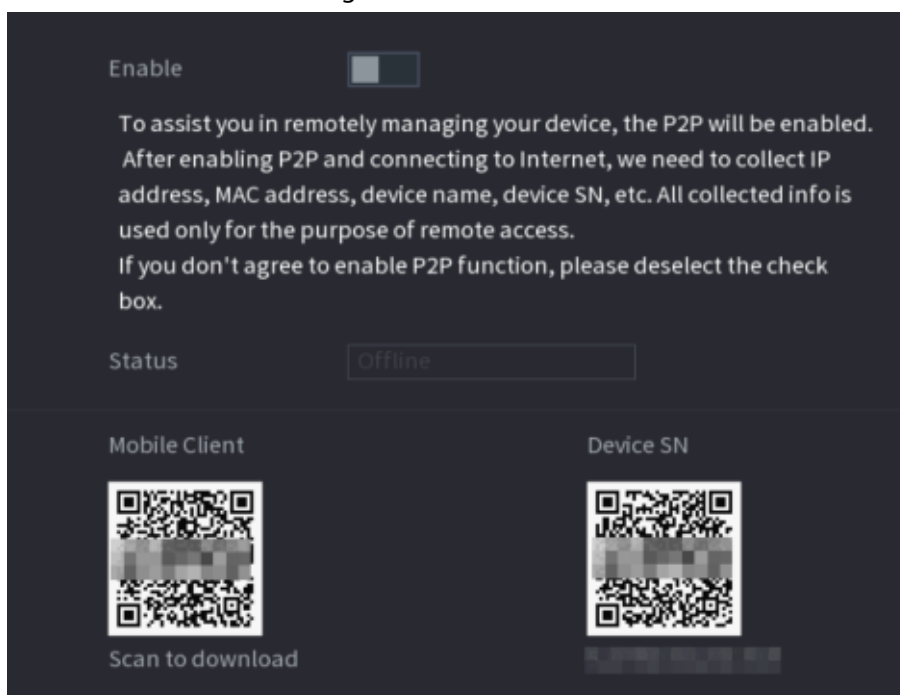 Enable
To assist you in remotely managing your device, the P2P will be enabled.
After enabling P2P and connecting to Internet, we need to collect IP
address, MAC address, device name, device SN, etc. All collected info is
used only for the purpose of remote access.
If you don't agree to enable P2P function, please deselect the check
box.
Status Offline
Mobile Client Device SN
Scan to download